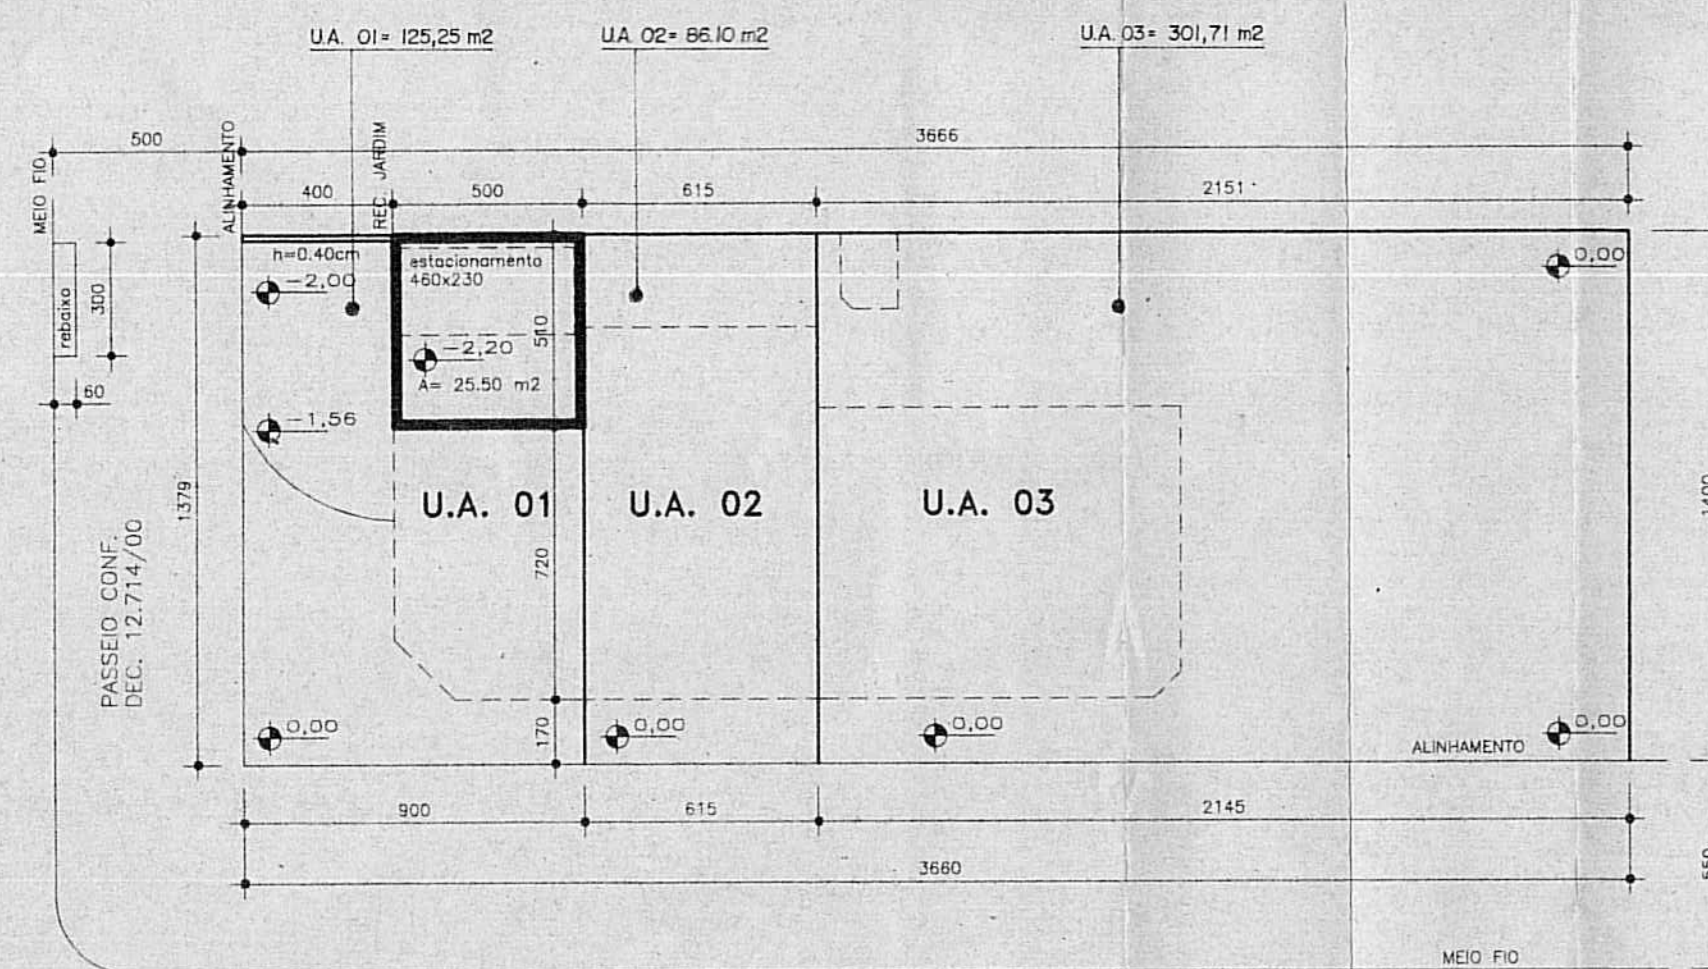 U.A. 01= 125,25 m2
U.A 02= 86.10 m2
U.A. 03= 301,71 m2
500
3666
ALINHAMENTO
REC. JARDIM
MEIO FIO
400
500
615
2151
h=0.40cm
estacionamento
460x230
-2,00
0,00
rebaixo
300
510
-2,20
A= 25.50 m2
60
-1,56
1379
U.A. 01
U.A. 02
U.A. 03
PASSEIO CONF.
DEC. 12.714/00
720
170
0,00
0,00
0,00
0,00
ALINHAMENTO
900
615
2145
3660
MEIO FIO